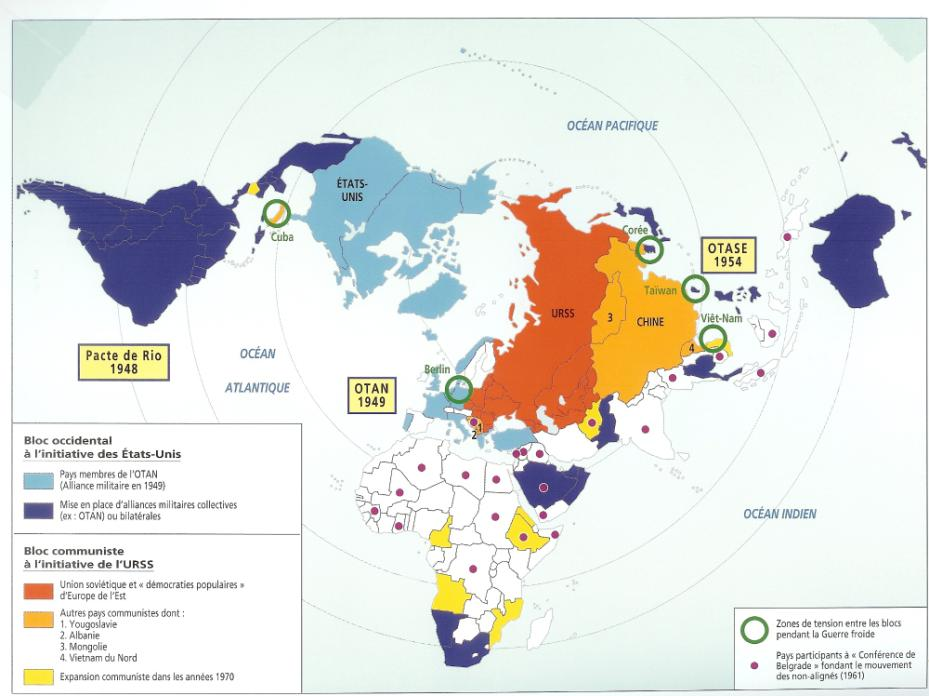 OCÉAN PACIFIQUE
ÉTATS-
UNIS
Cuba
Corée
OTASE
1954
Taïwan
3
CHINE
URSS
Viêt-Nam
4
Pacte de Rio
1948
OCÉAN
ATLANTIQUE
Berlin
OTAN
1949
1
2
OCÉAN INDIEN
Bloc occidental
à l'initiative des États-Unis
Pays membres de l'OTAN
(Alliance militaire en 1949)
Mise en place d'alliances militaires collectives
(ex : OTAN) ou bilatérales
Bloc communiste
à l'initiative de l'URSS
Union soviétique et « démocraties populaires »
d'Europe de l'Est
Autres pays communistes dont :
1. Yougoslavie
2. Albanie
3. Mongolie
4. Vietnam du Nord
Expansion communiste dans les années 1970
Zones de tension entre les blocs
pendant la Guerre froide
Pays participants à « Conférence de
Belgrade » fondant le mouvement
des non-alignés (1961)